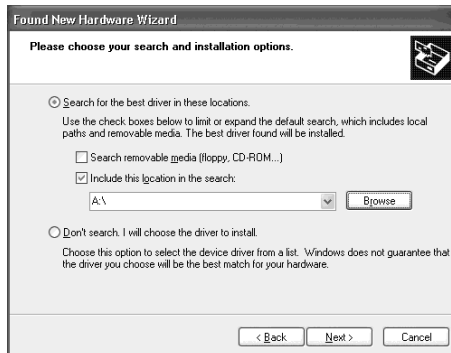 Found New Hardware Wizard
Please choose your search and installation options.
Search for the best driver in these locations.
Use the check boxes below to limit or expand the default search, which includes local
paths and removable media. The best driver found will be installed.
Search removable media (floppy, CD-ROM...)
Include this location in the search:
A:\
Browse
Don't search. I will choose the driver to install.
Choose this option to select the device driver from a list. Windows does not guarantee that
the driver you choose will be the best match for your hardware.
< Back
Next >
Cancel